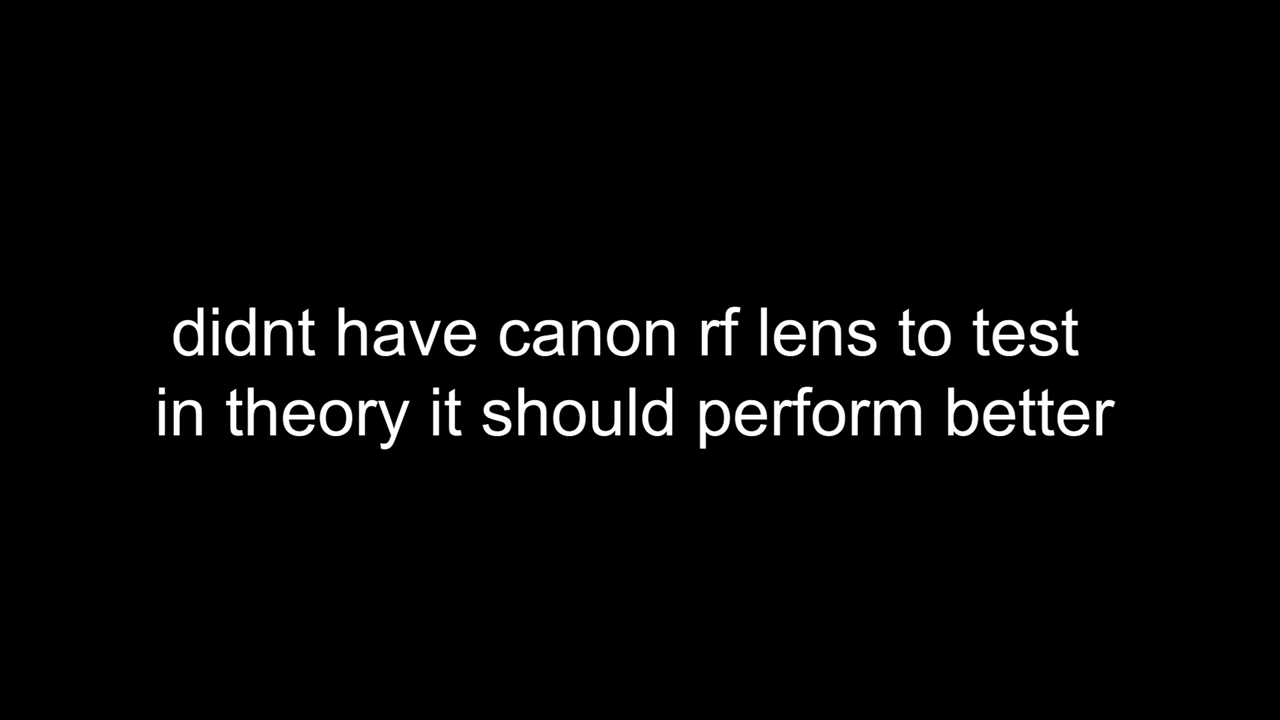 didnt have canon rf lens to test
in theory it should perform better